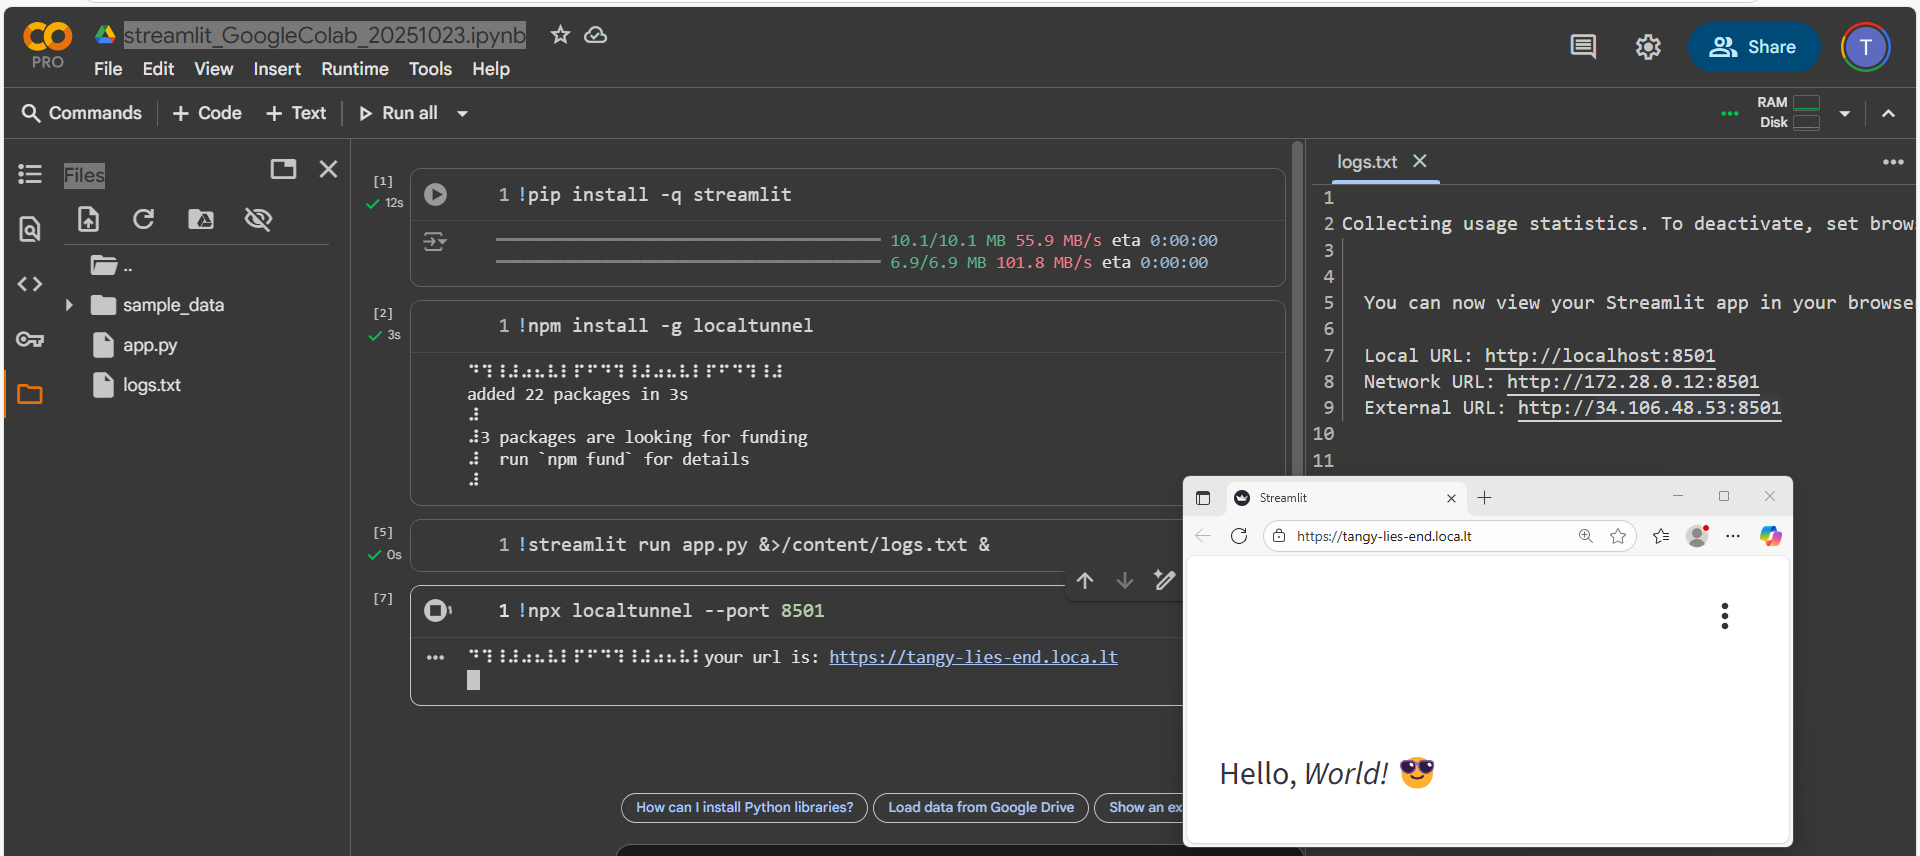 streamlit_GoogleColab_20251023.ipynb
PRO
File Edit View Insert Runtime Tools Help
Share
T
Commands + Code + Text Run all
RAM
Disk
Files
..
sample_data
app.py
logs.txt
[1]
12s
1 !pip install -q streamlit
10.1/10.1 MB 55.9 MB/s eta 0:00:00
6.9/6.9 MB 101.8 MB/s eta 0:00:00
[2]
3s
1 !npm install -g localtunnel
added 22 packages in 3s
3 packages are looking for funding
run `npm fund` for details
[5]
0s
1 !streamlit run app.py &>/content/logs.txt &
[7]
1 !npx localtunnel --port 8501
your url is: https://tangy-lies-end.loca.lt
How can I install Python libraries? Load data from Google Drive Show an ex
logs.txt
1
2 Collecting usage statistics. To deactivate, set brow
3
4
5 You can now view your Streamlit app in your browse
6
7 Local URL: http://localhost:8501
8 Network URL: http://172.28.0.12:8501
9 External URL: http://34.106.48.53:8501
10
11
Streamlit
https://tangy-lies-end.loca.lt
Hello, World! 😎